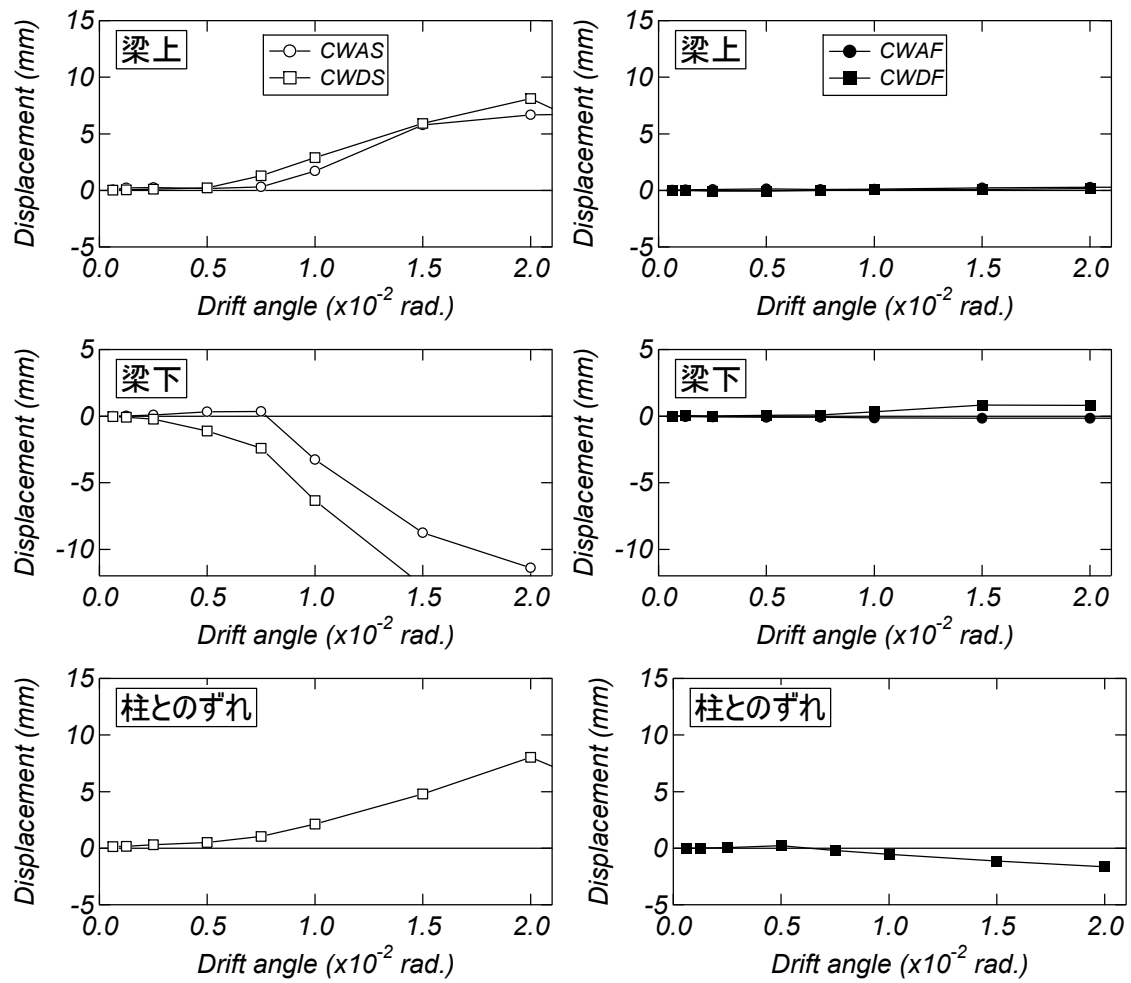 Displacement (mm)
15
10
5
0
-5
梁上
CWAS
CWDS
0.0 0.5 1.0 1.5 2.0
Drift angle (x10-2 rad.)
Displacement (mm)
15
10
5
0
-5
梁上
CWAF
CWDF
0.0 0.5 1.0 1.5 2.0
Drift angle (x10-2 rad.)
Displacement (mm)
5
0
-5
-10
梁下
0.0 0.5 1.0 1.5 2.0
Drift angle (x10-2 rad.)
Displacement (mm)
5
0
-5
-10
梁下
0.0 0.5 1.0 1.5 2.0
Drift angle (x10-2 rad.)
Displacement (mm)
15
10
5
0
-5
柱とのずれ
0.0 0.5 1.0 1.5 2.0
Drift angle (x10-2 rad.)
Displacement (mm)
15
10
5
0
-5
柱とのずれ
0.0 0.5 1.0 1.5 2.0
Drift angle (x10-2 rad.)